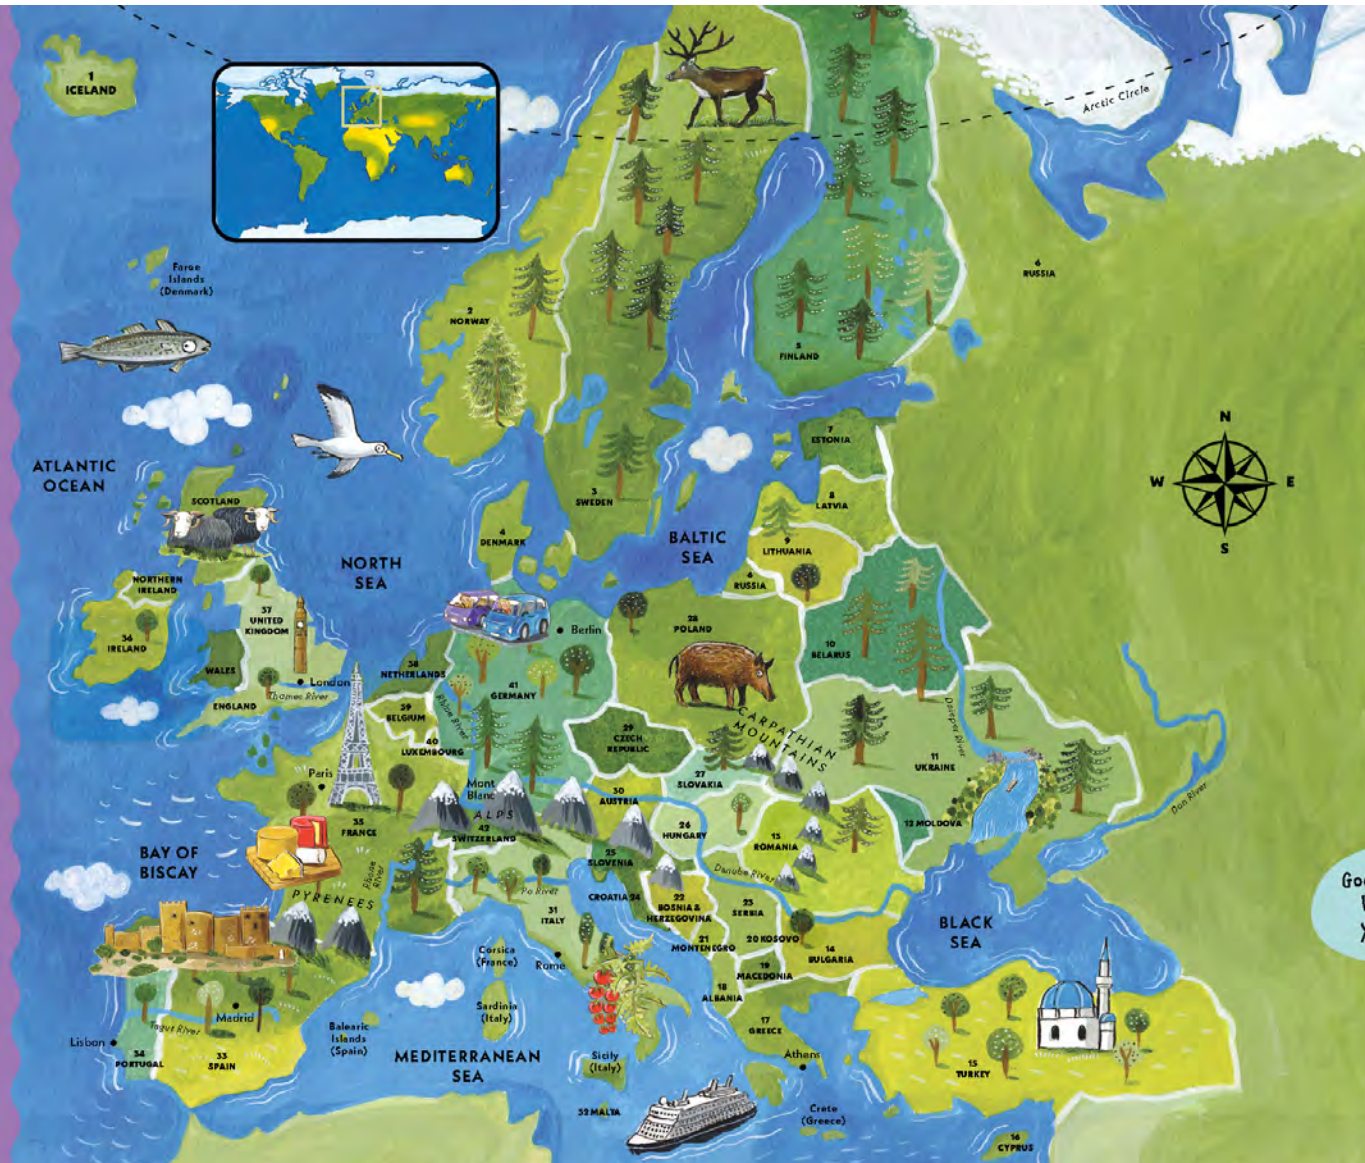 1
ICELAND
Arctic Circle
Faroe
Islands
(Denmark)
2
NORWAY
6
RUSSIA
5
FINLAND
N
W
E
S
7
ESTONIA
ATLANTIC
OCEAN
SCOTLAND
3
SWEDEN
8
LATVIA
4
DENMARK
BALTIC
SEA
9
LITHUANIA
NORTH
SEA
NORTHERN
IRELAND
6
RUSSIA
37
UNITED
KINGDOM
36
IRELAND
Berlin
28
POLAND
10
BELARUS
WALES
38
NETHERLANDS
London
Thames River
ENGLAND
41
GERMANY
Rhine River
39
BELGIUM
40
LUXEMBOURG
CARPATHIAN
MOUNTAINS
Dnieper River
29
CZECH
REPUBLIC
11
UKRAINE
Paris
27
SLOVAKIA
Mont
Blanc
ALPS
30
AUSTRIA
Don River
35
FRANCE
42
SWITZERLAND
26
HUNGARY
13
ROMANIA
12 MOLDOVA
BAY OF
BISCAY
Rhone
River
25
SLOVENIA
Danube River
PYRENEES
Po River
CROATIA 24
22
BOSNIA &
HERZEGOVINA
23
SERBIA
31
ITALY
BLACK
SEA
21
MONTENEGRO
20 KOSOVO
14
BULGARIA
Corsica
(France)
Rome
19
MACEDONIA
18
ALBANIA
Sardinia
(Italy)
Madrid
Tagus River
Lisbon
34
PORTUGAL
33
SPAIN
Balearic
Islands
(Spain)
MEDITERRANEAN
SEA
17
GREECE
Athens
Sicily
(Italy)
15
TURKEY
32 MALTA
Crete
(Greece)
16
CYPRUS